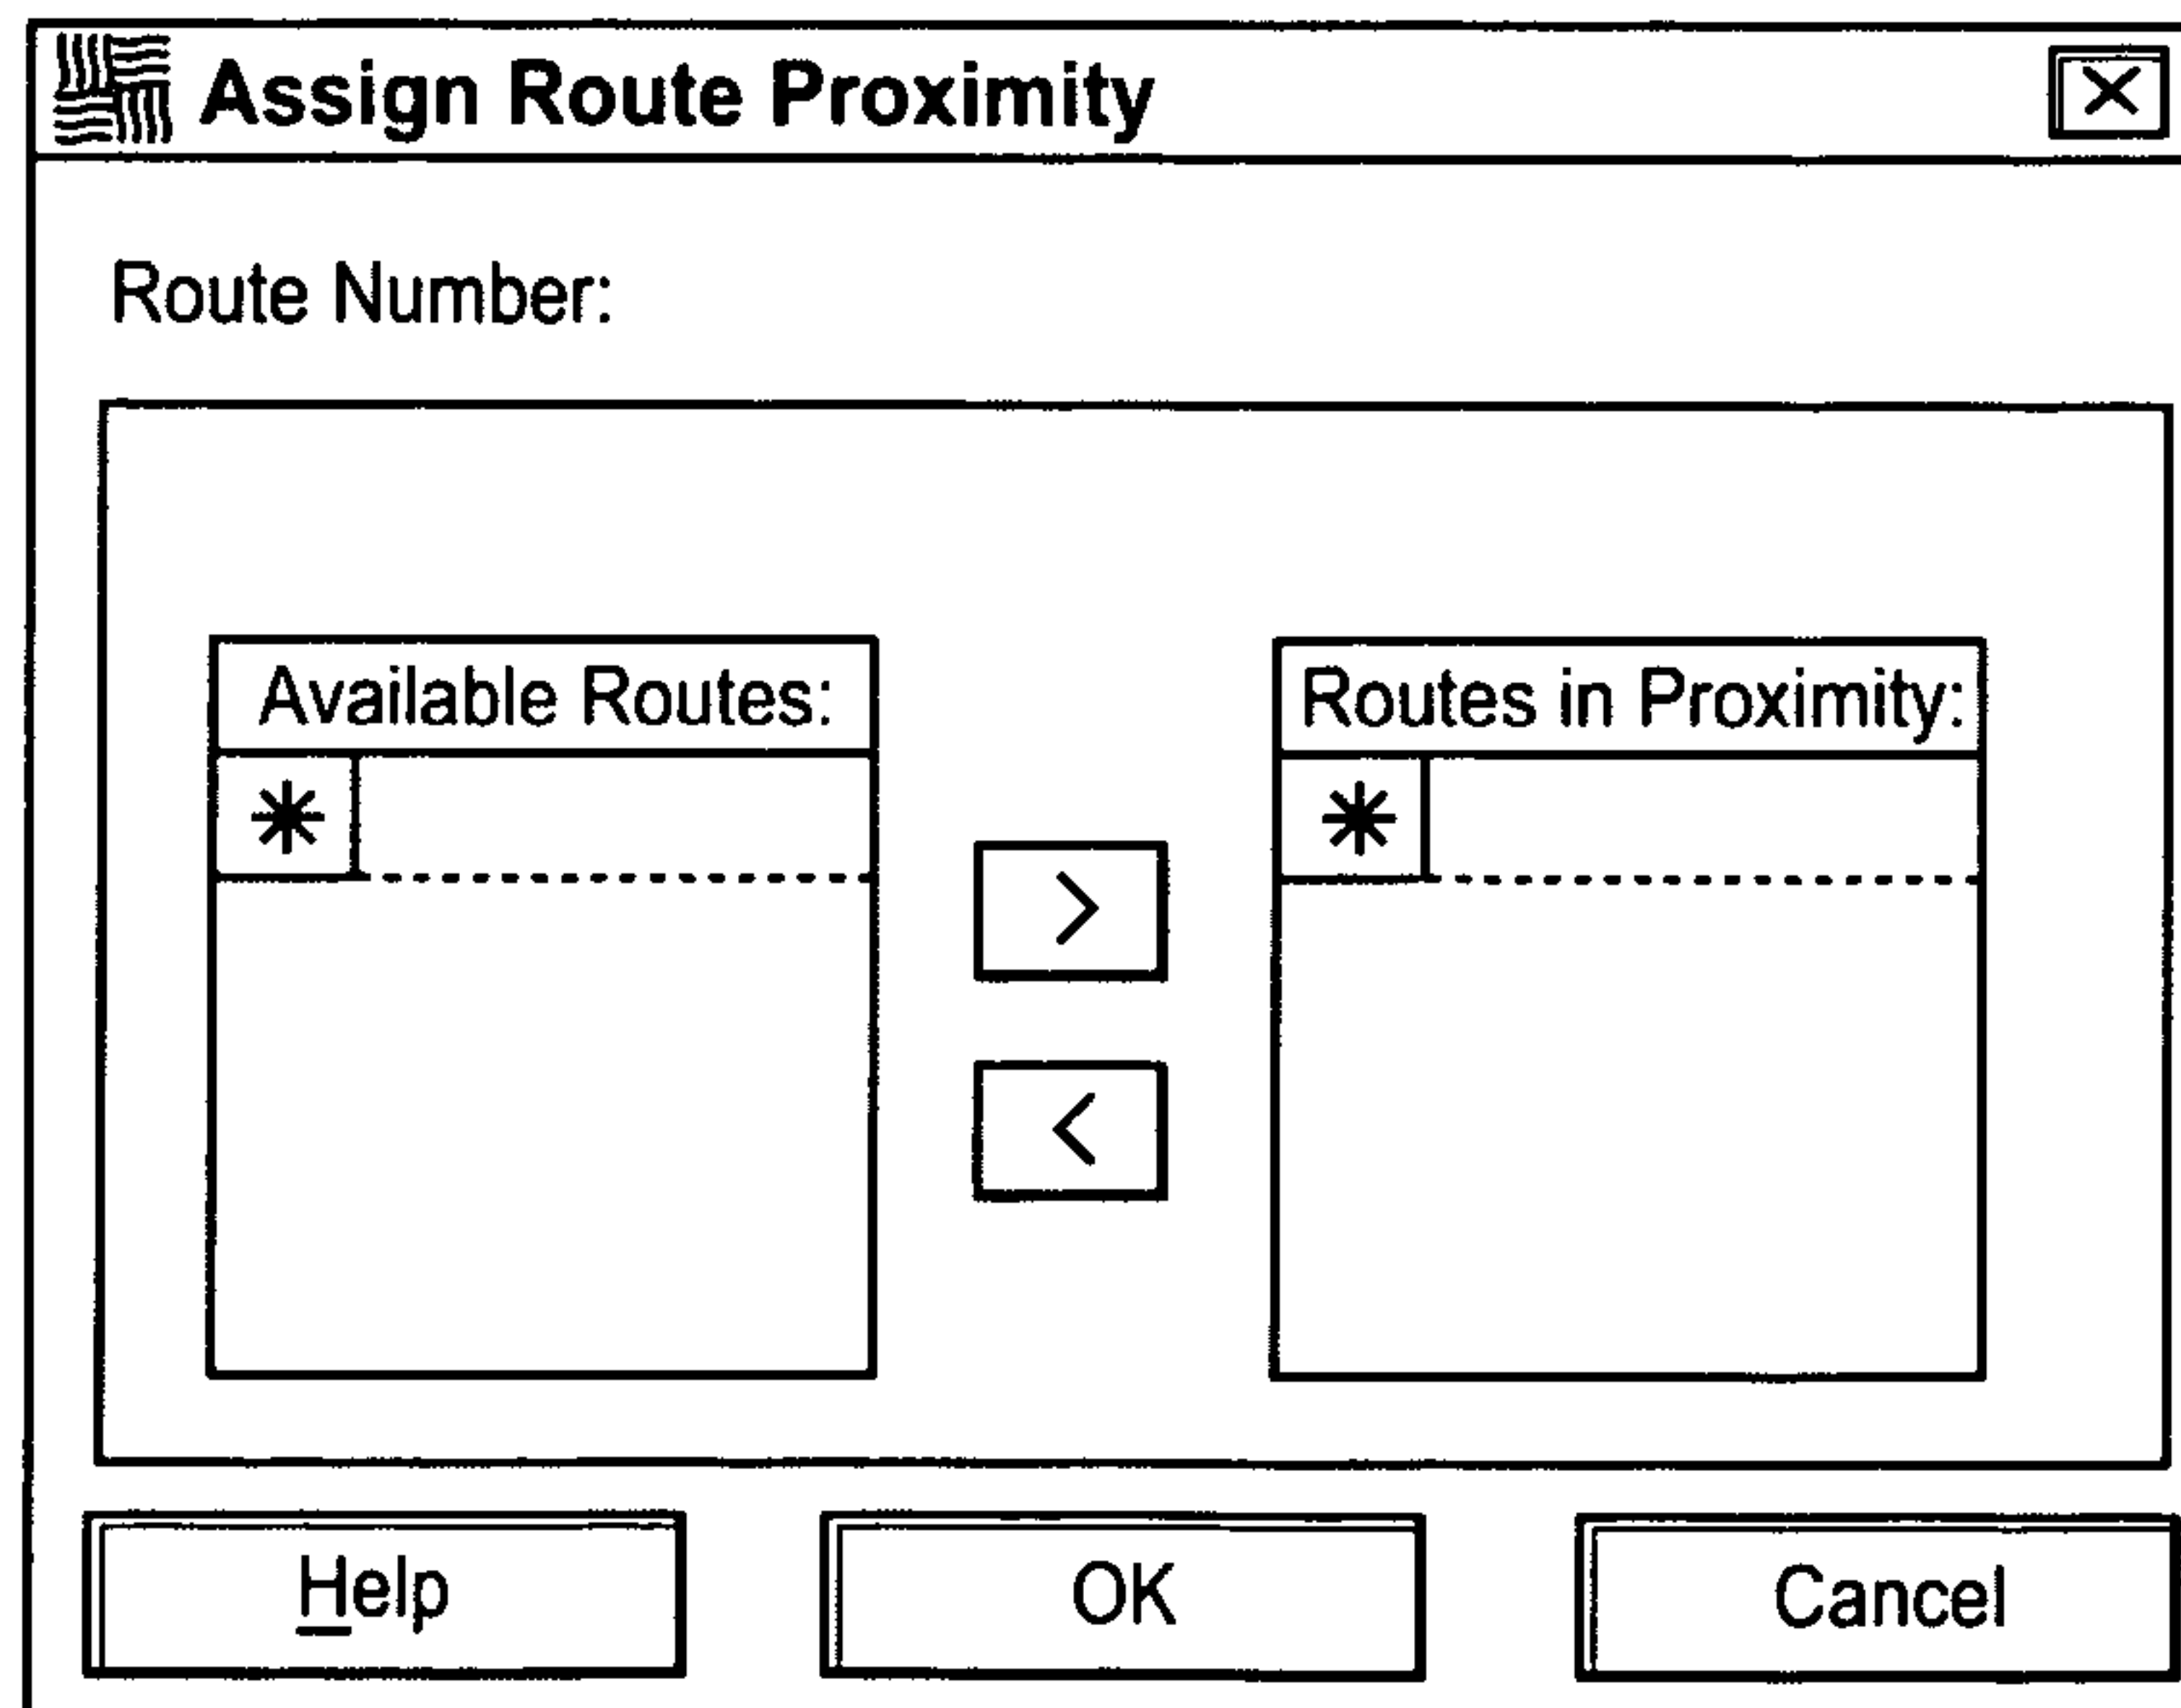 Assign Route Proximity
Route Number:
Available Routes:
Routes in Proximity:
*
*
>
<
Help
OK
Cancel